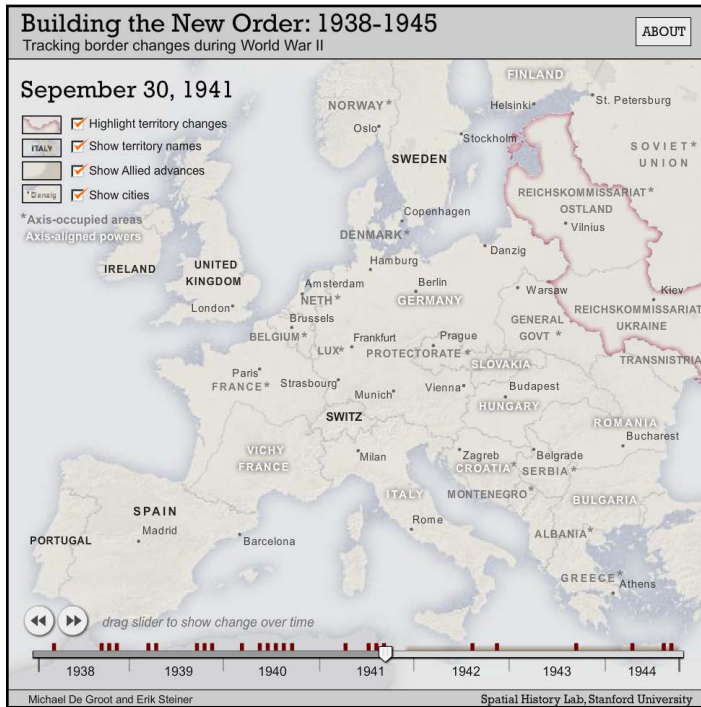 Building the New Order: 1938-1945
Tracking border changes during World War II
ABOUT
Sepember 30, 1941
Highlight territory changes
ITALY
Show territory names
Show Allied advances
Danzig
Show cities
*Axis-occupied areas
Axis-aligned powers
FINLAND
NORWAY*
Helsinki
St. Petersburg
Oslo
Stockholm
SOVIET*
UNION
SWEDEN
REICHSKOMMISSARIAT*
OSTLAND
Copenhagen
Vilnius
DENMARK*
Danzig
IRELAND
UNITED
KINGDOM
Hamburg
Amsterdam
Berlin
Warsaw
Kiev
NETH*
GERMANY
London
Brussels
GENERAL
GOVT *
REICHSKOMMISSARIAT
UKRAINE
BELGIUM*
Frankfurt
Prague
LUX*
PROTECTORATE*
SLOVAKIA
TRANSNISTRIA
Paris
FRANCE*
Strasbourg
Munich
Vienna
Budapest
HUNGARY
SWITZ
ROMANIA
Bucharest
VICHY
FRANCE
Milan
Zagreb
Belgrade
CROATIA*
SERBIA*
ITALY
MONTENEGRO*
BULGARIA
SPAIN
Madrid
Rome
PORTUGAL
Barcelona
ALBANIA*
GREECE*
Athens
drag slider to show change over time
1938
1939
1940
1941
1942
1943
1944
Michael De Groot and Erik Steiner
Spatial History Lab, Stanford University